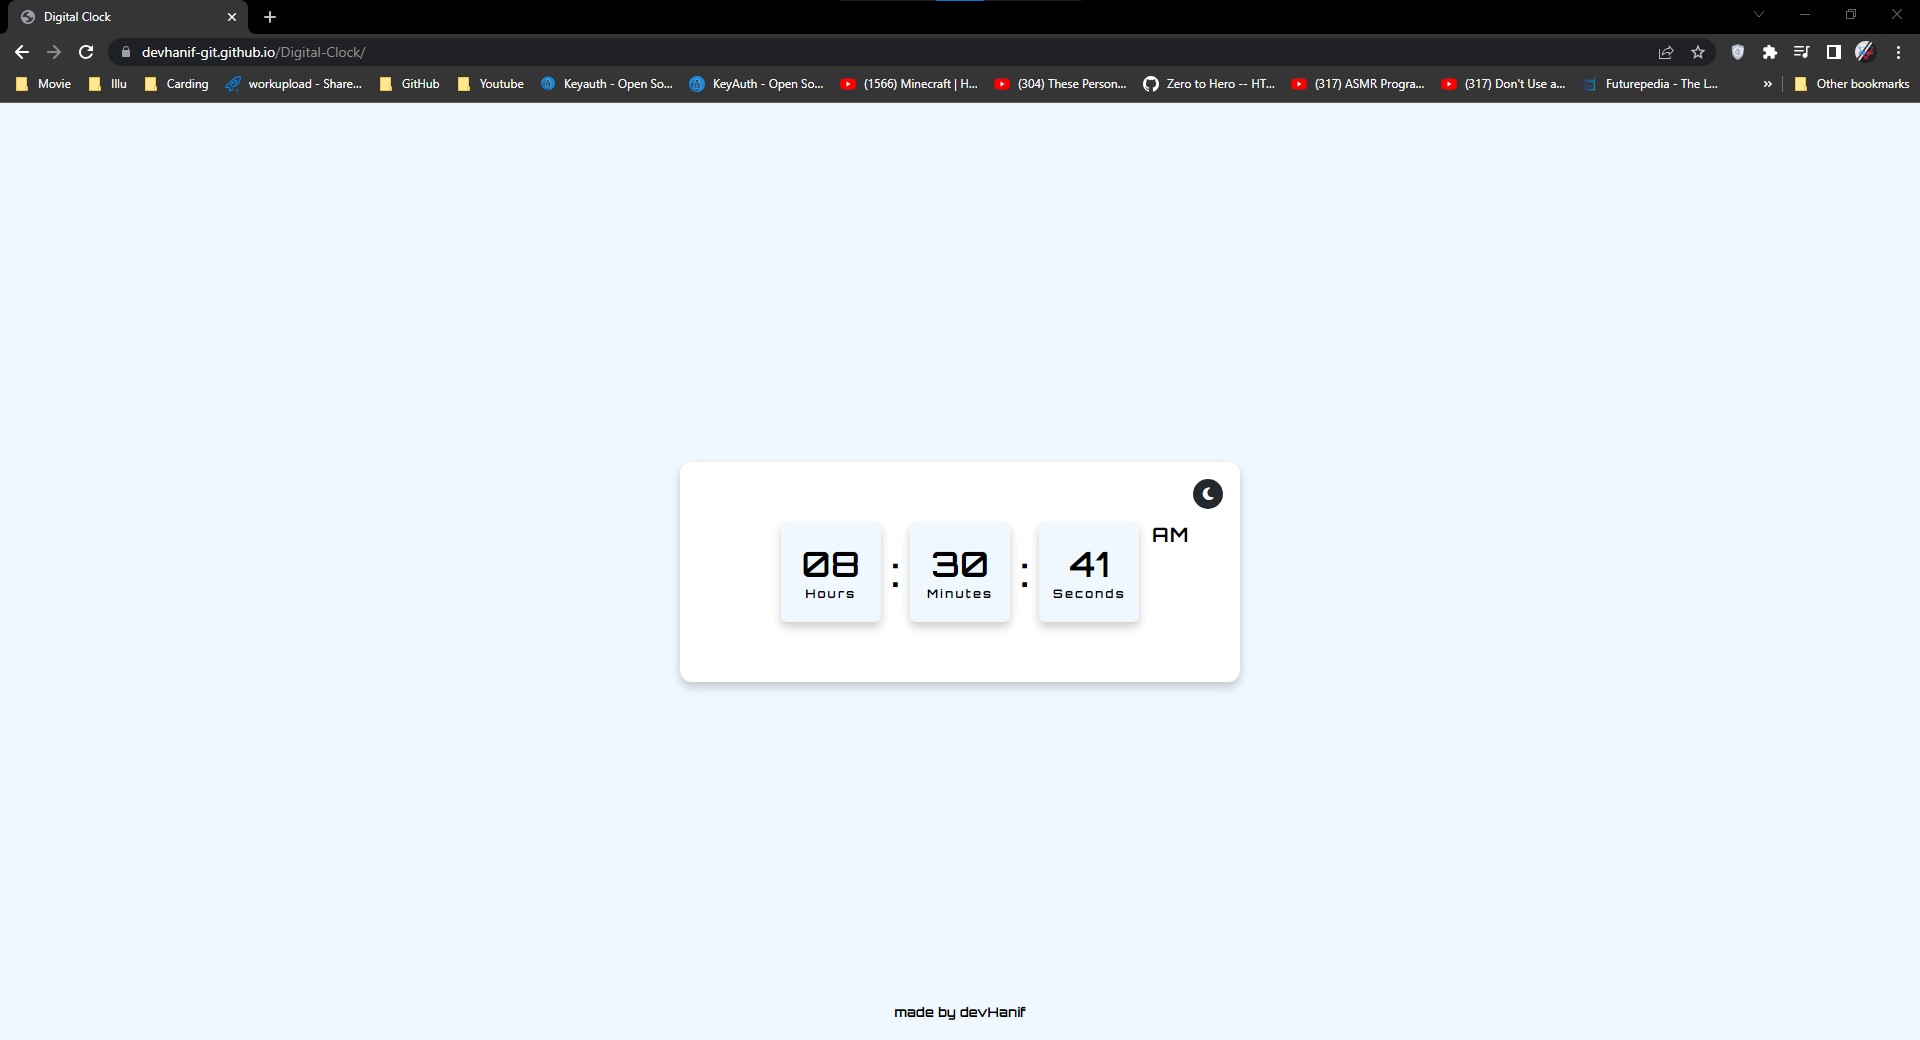 Digital Clock
devhanif-git.github.io/Digital-Clock/
Movie Illu Carding workupload - Share... GitHub Youtube Keyauth - Open So... KeyAuth - Open So... (1566) Minecraft | H... (304) These Person... Zero to Hero -- HT... (317) ASMR Progra... (317) Don't Use a... Futurepedia - The L... » Other bookmarks
AM
08 : 30 : 41
Hours Minutes Seconds
made by devHanif